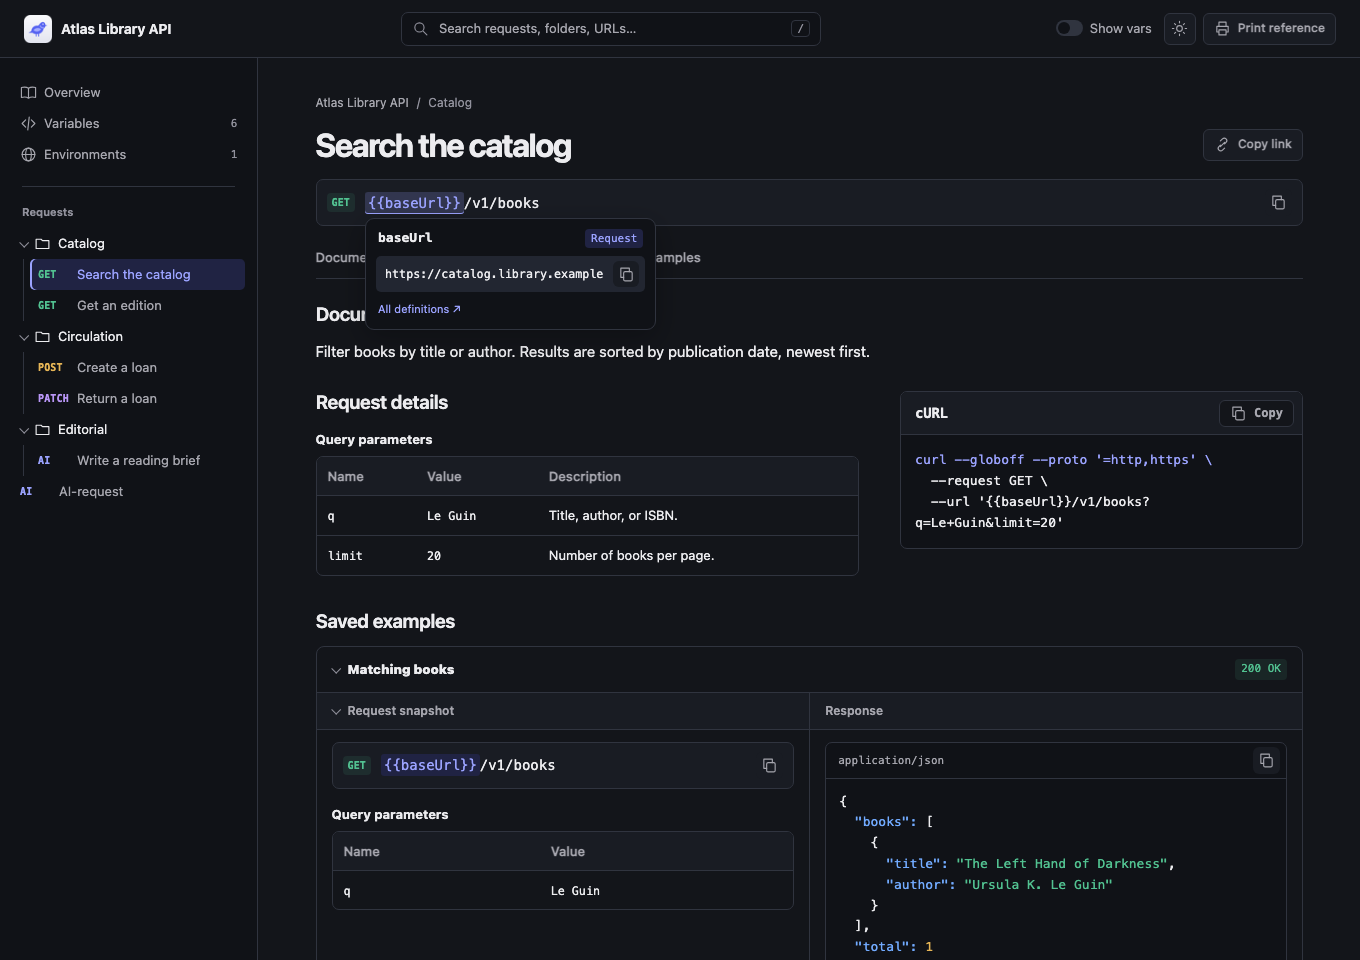 Atlas Library API
Search requests, folders, URLs...
/
Show vars
Print reference
Overview
Variables 6
Environments 1
Requests
Catalog
GET Search the catalog
GET Get an edition
Circulation
POST Create a loan
PATCH Return a loan
Editorial
AI Write a reading brief
AI AI-request
Atlas Library API / Catalog
Search the catalog
Copy link
GET {{baseUrl}}/v1/books
baseUrl Request
https://catalog.library.example
All definitions ↗
Filter books by title or author. Results are sorted by publication date, newest first.
Request details
Query parameters
Name Value Description
q Le Guin Title, author, or ISBN.
limit 20 Number of books per page.
cURL
Copy
curl --globoff --proto '=http,https' \
--request GET \
--url '{{baseUrl}}/v1/books?
q=Le+Guin&limit=20'
Saved examples
Matching books
200 OK
Request snapshot
GET {{baseUrl}}/v1/books
Query parameters
Name Value
q Le Guin
Response
application/json
{
"books": [
{
"title": "The Left Hand of Darkness",
"author": "Ursula K. Le Guin"
}
],
"total": 1